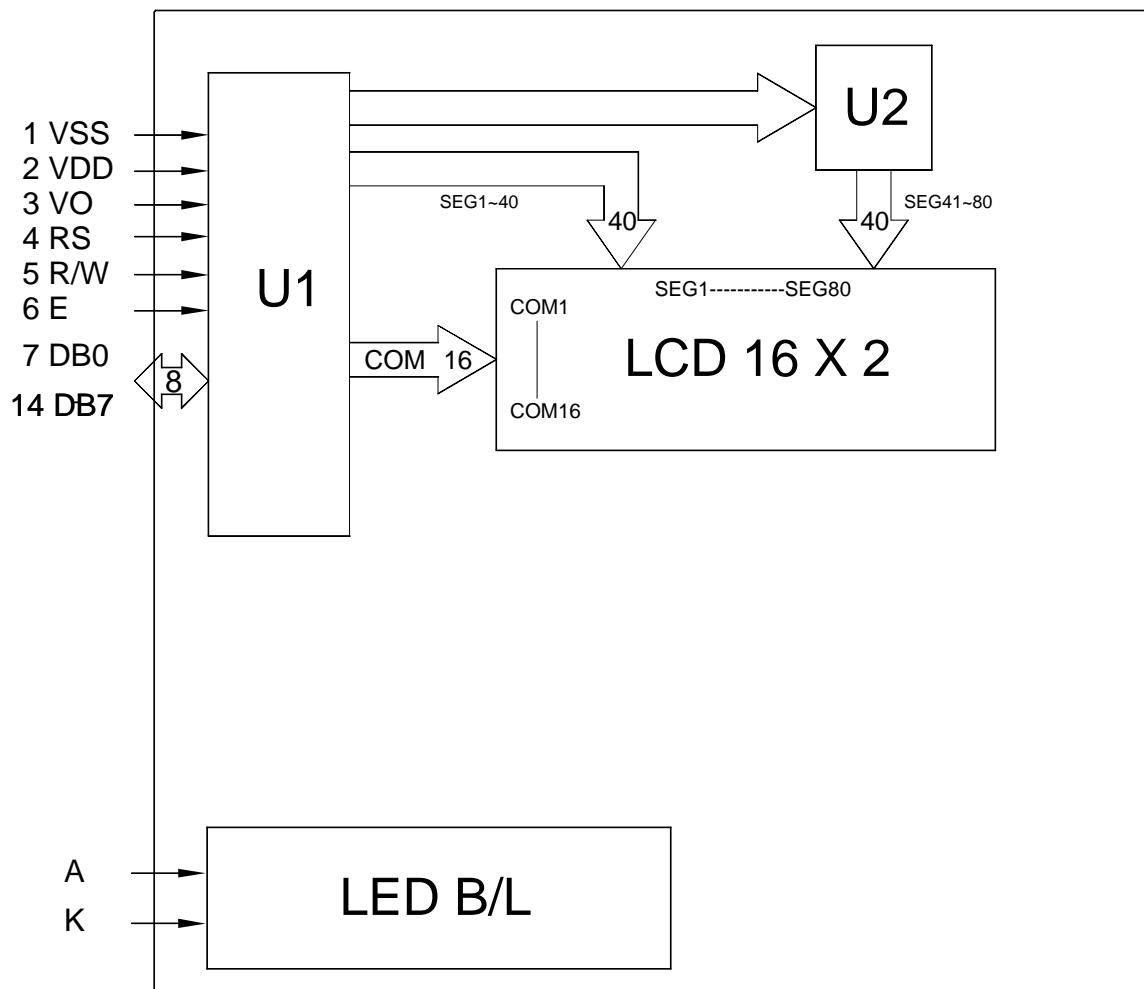 1 VSS
2 VDD
3 VO
4 RS
5 R/W
6 E
7 DB0
14 DB7
8
U1
U2
SEG1~40
40
SEG41~80
40
COM 16
SEG1-----------SEG80
COM1
COM16
LCD 16 X 2
A
K
LED B/L